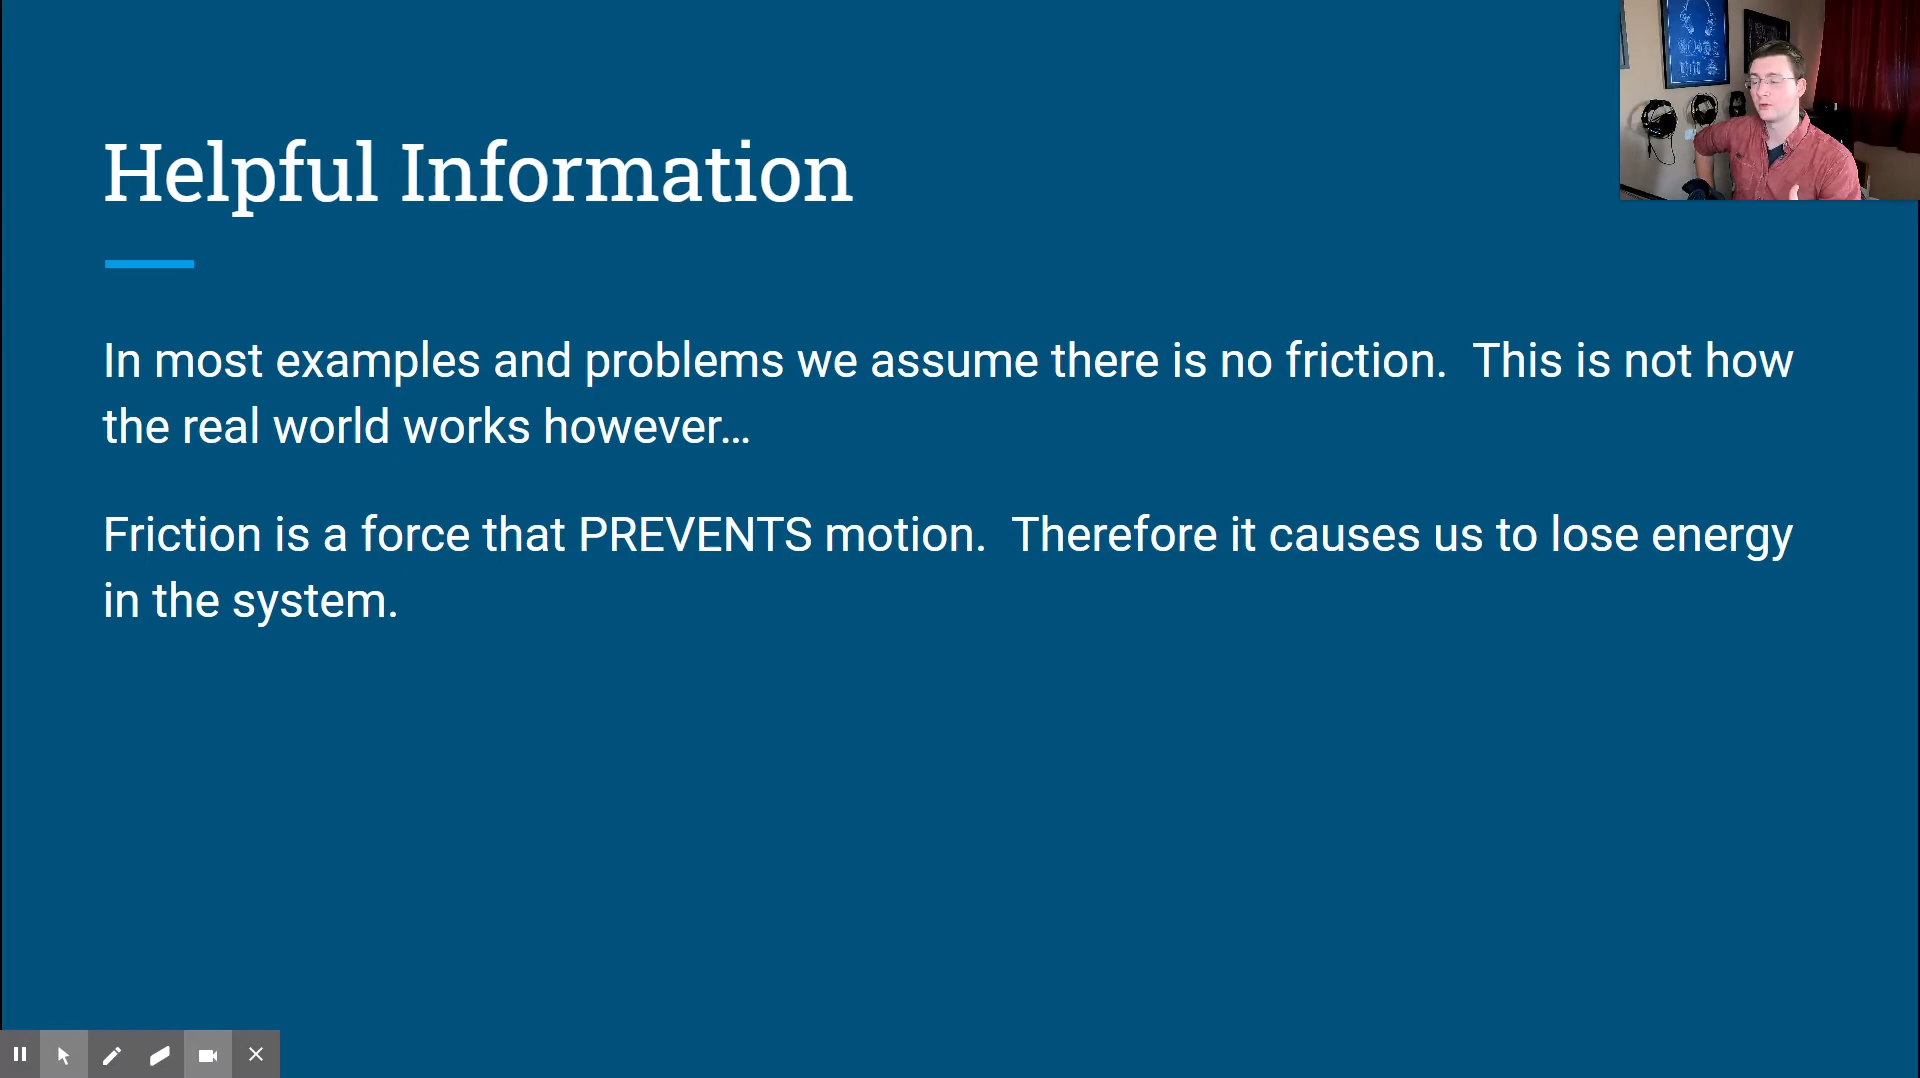 Helpful Information
In most examples and problems we assume there is no friction.  This is not how
the real world works however…
Friction is a force that PREVENTS motion.  Therefore it causes us to lose energy
in the system.